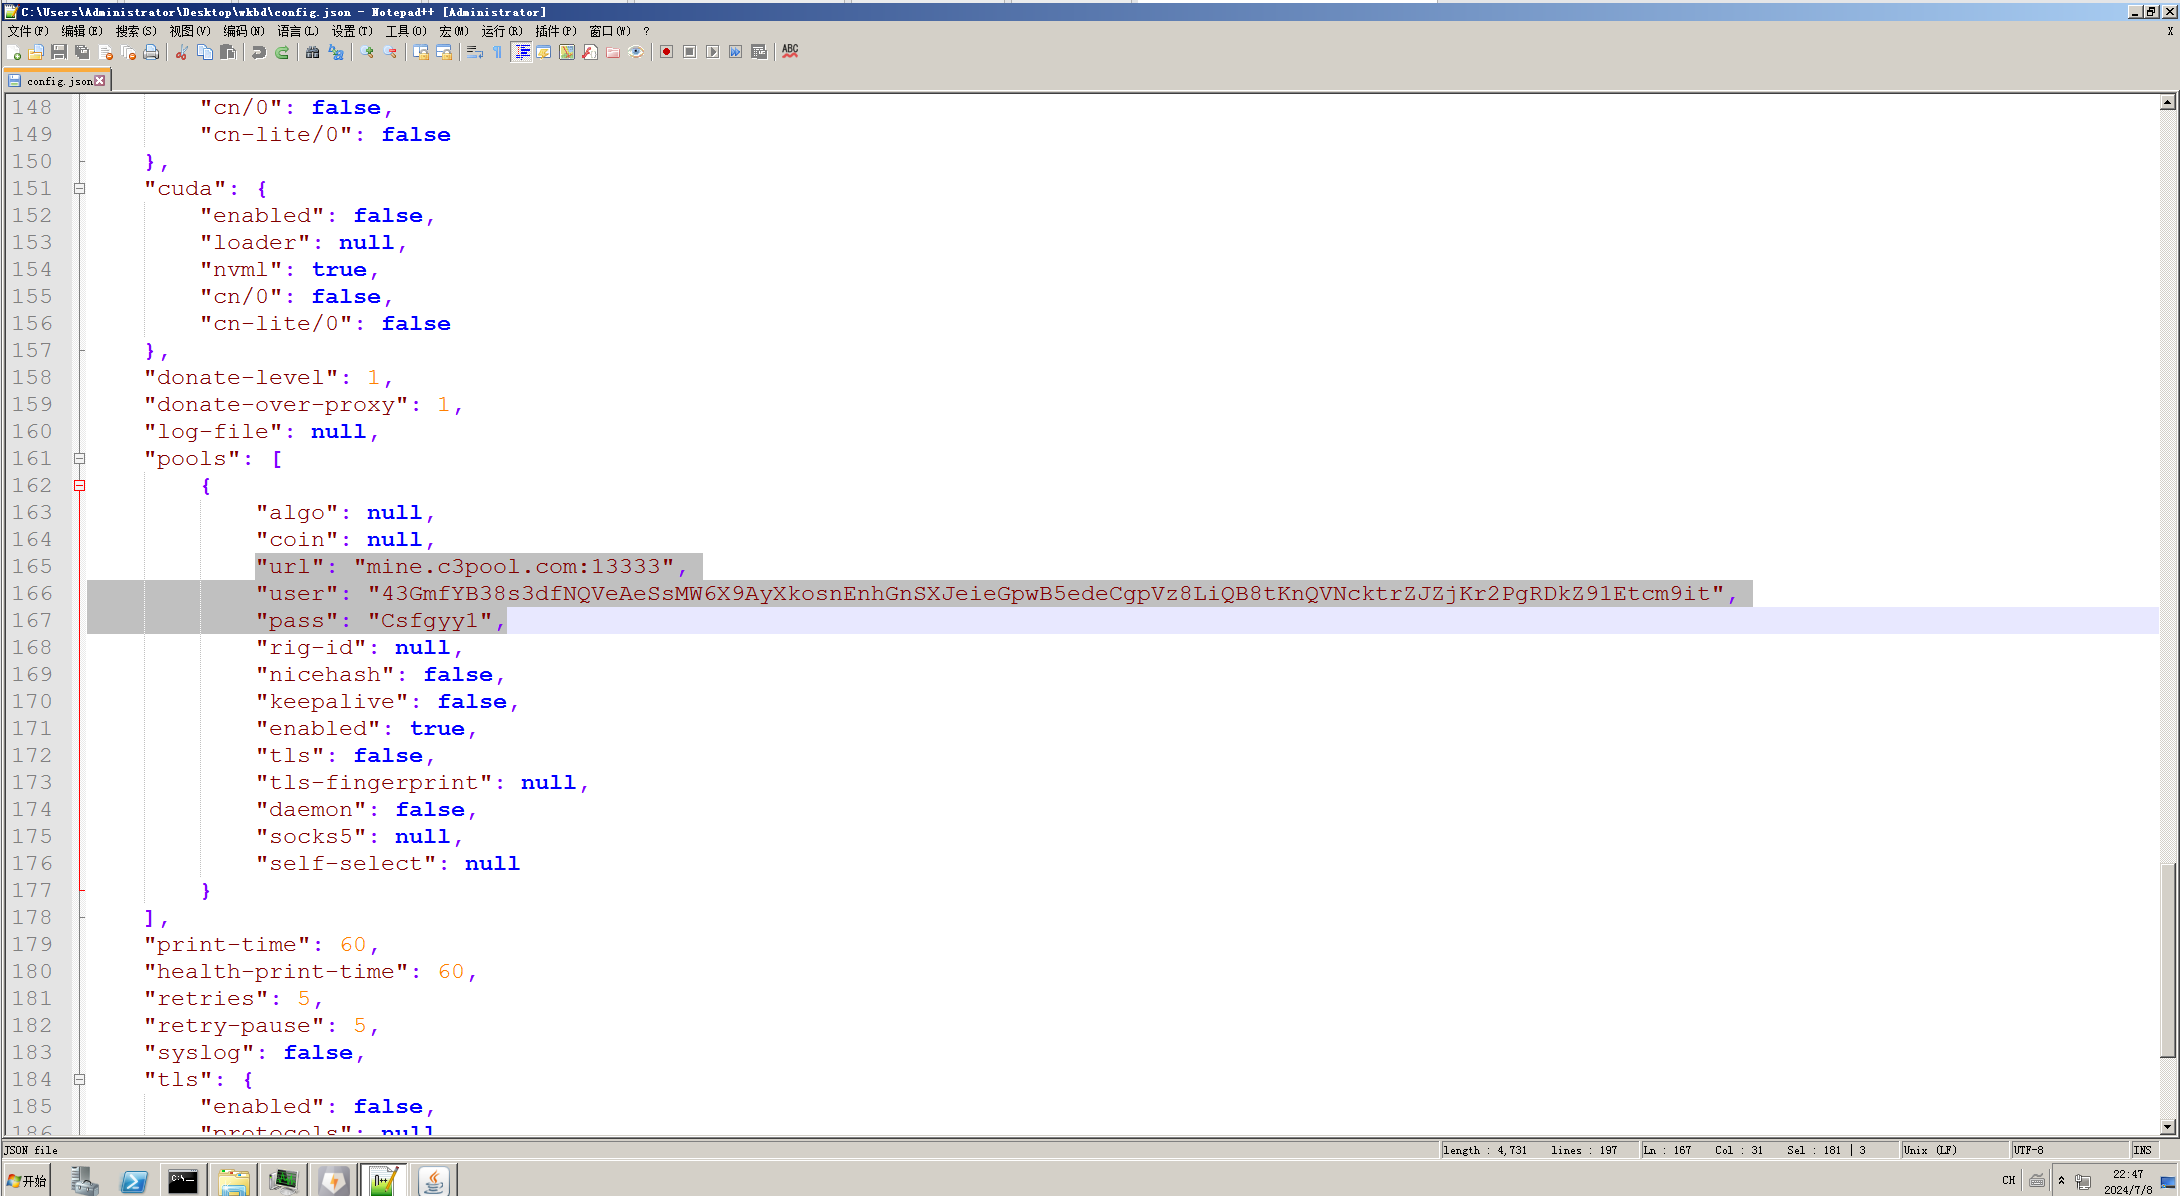 C:\Users\Administrator\Desktop\wkbd\config.json - Notepad++ [Administrator]
文件(F) 编辑(E) 搜索(S) 视图(V) 编码(N) 语言(L) 设置(T) 工具(O) 宏(M) 运行(R) 插件(P) 窗口(W) ? X
ABC
config.json
148 "cn/0": false,
149 "cn-lite/0": false
150 },
151 "cuda": {
152 "enabled": false,
153 "loader": null,
154 "nvml": true,
155 "cn/0": false,
156 "cn-lite/0": false
157 },
158 "donate-level": 1,
159 "donate-over-proxy": 1,
160 "log-file": null,
161 "pools": [
162 {
163 "algo": null,
164 "coin": null,
165 "url": "mine.c3pool.com:13333",
166 "user": "43GmfYB38s3dfNQVeAeSsMW6X9AyXkosnEnhGnSXJeieGpwB5edeCgpVz8LiQB8tKnQVNcktrZJZjKr2PgRDkZ91Etcm9it",
167 "pass": "Csfgyy1",
168 "rig-id": null,
169 "nicehash": false,
170 "keepalive": false,
171 "enabled": true,
172 "tls": false,
173 "tls-fingerprint": null,
174 "daemon": false,
175 "socks5": null,
176 "self-select": null
177 }
178 ],
179 "print-time": 60,
180 "health-print-time": 60,
181 "retries": 5,
182 "retry-pause": 5,
183 "syslog": false,
184 "tls": {
185 "enabled": false,
186 "protocols": null
JSON file length : 4,731 lines : 197 Ln : 167 Col : 31 Sel : 181 | 3 Unix (LF) UTF-8 INS
开始 CH 22:47
2024/7/8